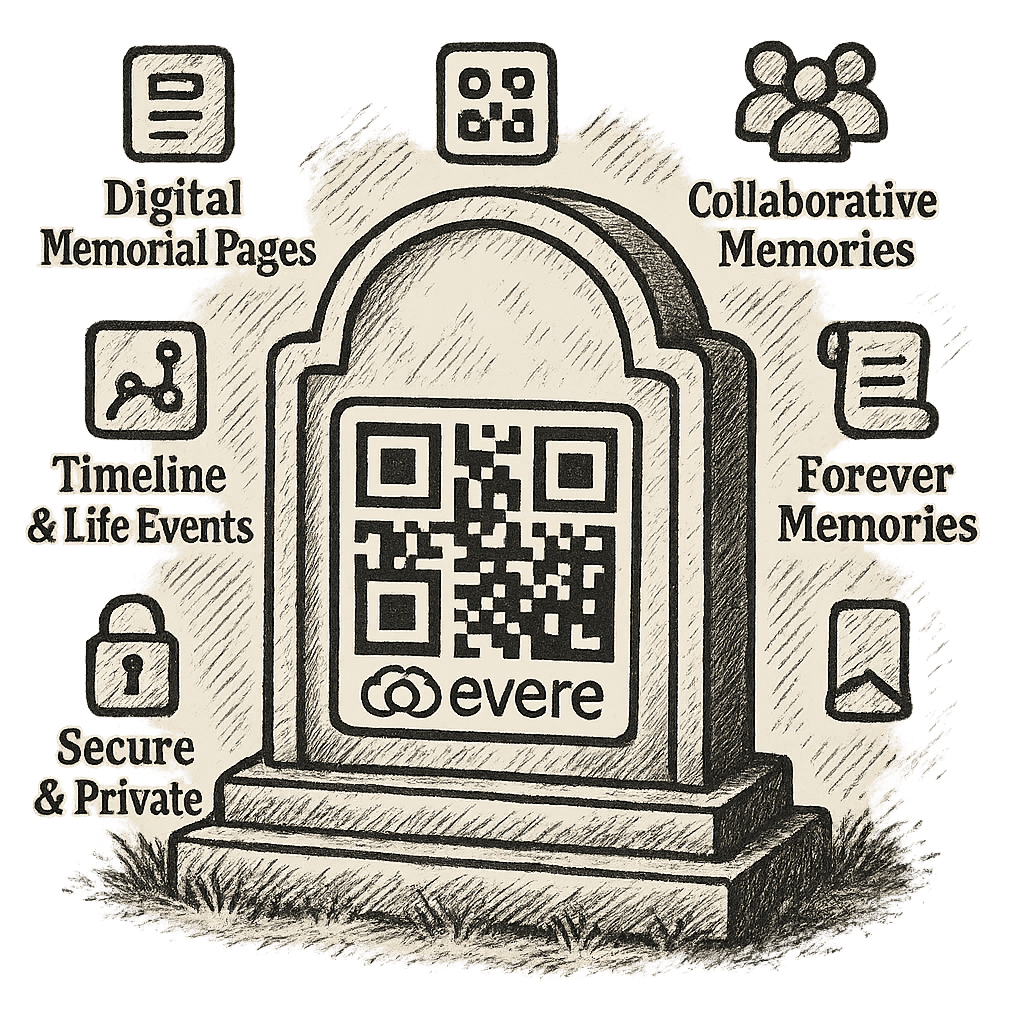 Digital
Memorial Pages
Collaborative
Memories
Timeline
& Life Events
Forever
Memories
evere
Secure
& Private